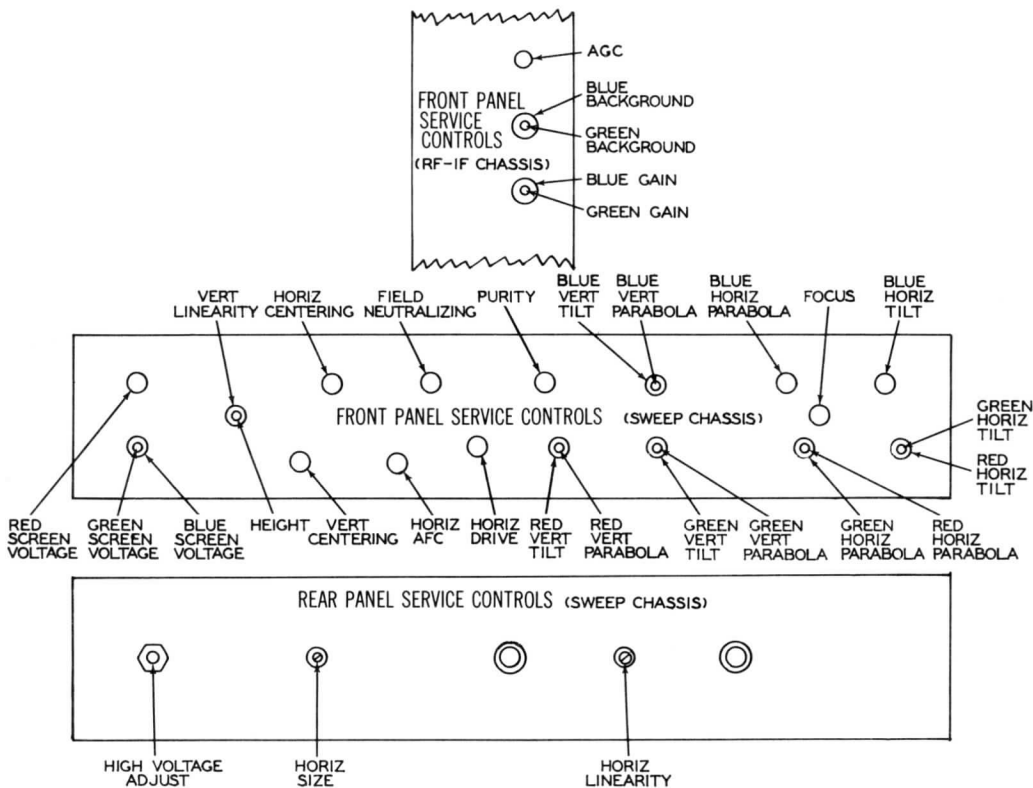 AGC
BLUE
BACKGROUND
FRONT PANEL
SERVICE
CONTROLS
GREEN
BACKGROUND
(RF-IF CHASSIS)
BLUE GAIN
GREEN GAIN
VERT
LINEARITY
HORIZ
CENTERING
FIELD
NEUTRALIZING
PURITY
BLUE
VERT
TILT
BLUE
VERT
PARABOLA
BLUE
HORIZ
PARABOLA
FOCUS
BLUE
HORIZ
TILT
FRONT PANEL SERVICE CONTROLS (SWEEP CHASSIS)
GREEN
HORIZ
TILT
RED
HORIZ
TILT
RED
SCREEN
VOLTAGE
GREEN
SCREEN
VOLTAGE
BLUE
SCREEN
VOLTAGE
HEIGHT
VERT
CENTERING
HORIZ
AFC
HORIZ
DRIVE
RED
VERT
TILT
RED
VERT
PARABOLA
GREEN
VERT
TILT
GREEN
VERT
PARABOLA
GREEN
HORIZ
PARABOLA
RED
HORIZ
PARABOLA
REAR PANEL SERVICE CONTROLS (SWEEP CHASSIS)
HIGH VOLTAGE
ADJUST
HORIZ
SIZE
HORIZ
LINEARITY